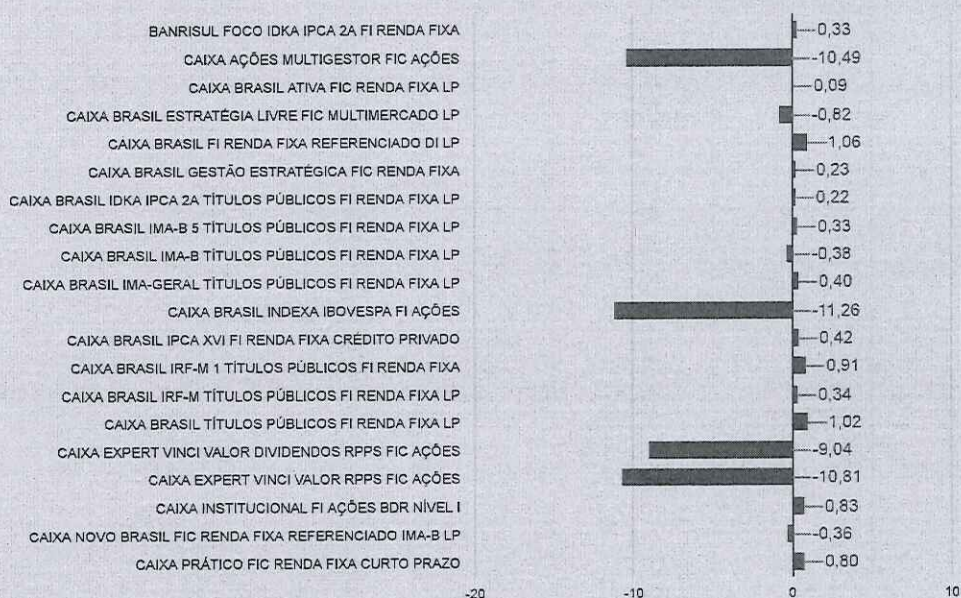 BANRISUL FOCO IDKA IPCA 2A FI RENDA FIXA 0,33
CAIXA AÇÕES MULTIGESTOR FIC AÇÕES -10,49
CAIXA BRASIL ATIVA FIC RENDA FIXA LP 0,09
CAIXA BRASIL ESTRATÉGIA LIVRE FIC MULTIMERCADO LP -0,82
CAIXA BRASIL FI RENDA FIXA REFERENCIADO DI LP 1,06
CAIXA BRASIL GESTÃO ESTRATÉGICA FIC RENDA FIXA 0,23
CAIXA BRASIL IDKA IPCA 2A TÍTULOS PÚBLICOS FI RENDA FIXA LP 0,22
CAIXA BRASIL IMA-B 5 TÍTULOS PÚBLICOS FI RENDA FIXA LP 0,33
CAIXA BRASIL IMA-B TÍTULOS PÚBLICOS FI RENDA FIXA LP -0,38
CAIXA BRASIL IMA-GERAL TÍTULOS PÚBLICOS FI RENDA FIXA LP 0,40
CAIXA BRASIL INDEXA IBOVESPA FI AÇÕES -11,26
CAIXA BRASIL IPCA XVI FI RENDA FIXA CRÉDITO PRIVADO 0,42
CAIXA BRASIL IRF-M 1 TÍTULOS PÚBLICOS FI RENDA FIXA 0,91
CAIXA BRASIL IRF-M TÍTULOS PÚBLICOS FI RENDA FIXA LP 0,34
CAIXA BRASIL TÍTULOS PÚBLICOS FI RENDA FIXA LP 1,02
CAIXA EXPERT VINCI VALOR DIVIDENDOS RPPS FIC AÇÕES -9,04
CAIXA EXPERT VINCI VALOR RPPS FIC AÇÕES -10,81
CAIXA INSTITUCIONAL FI AÇÕES BDR NÍVEL I 0,83
CAIXA NOVO BRASIL FIC RENDA FIXA REFERENCIADO IMA-B LP -0,36
CAIXA PRÁTICO FIC RENDA FIXA CURTO PRAZO 0,80
-20 -10 0 10